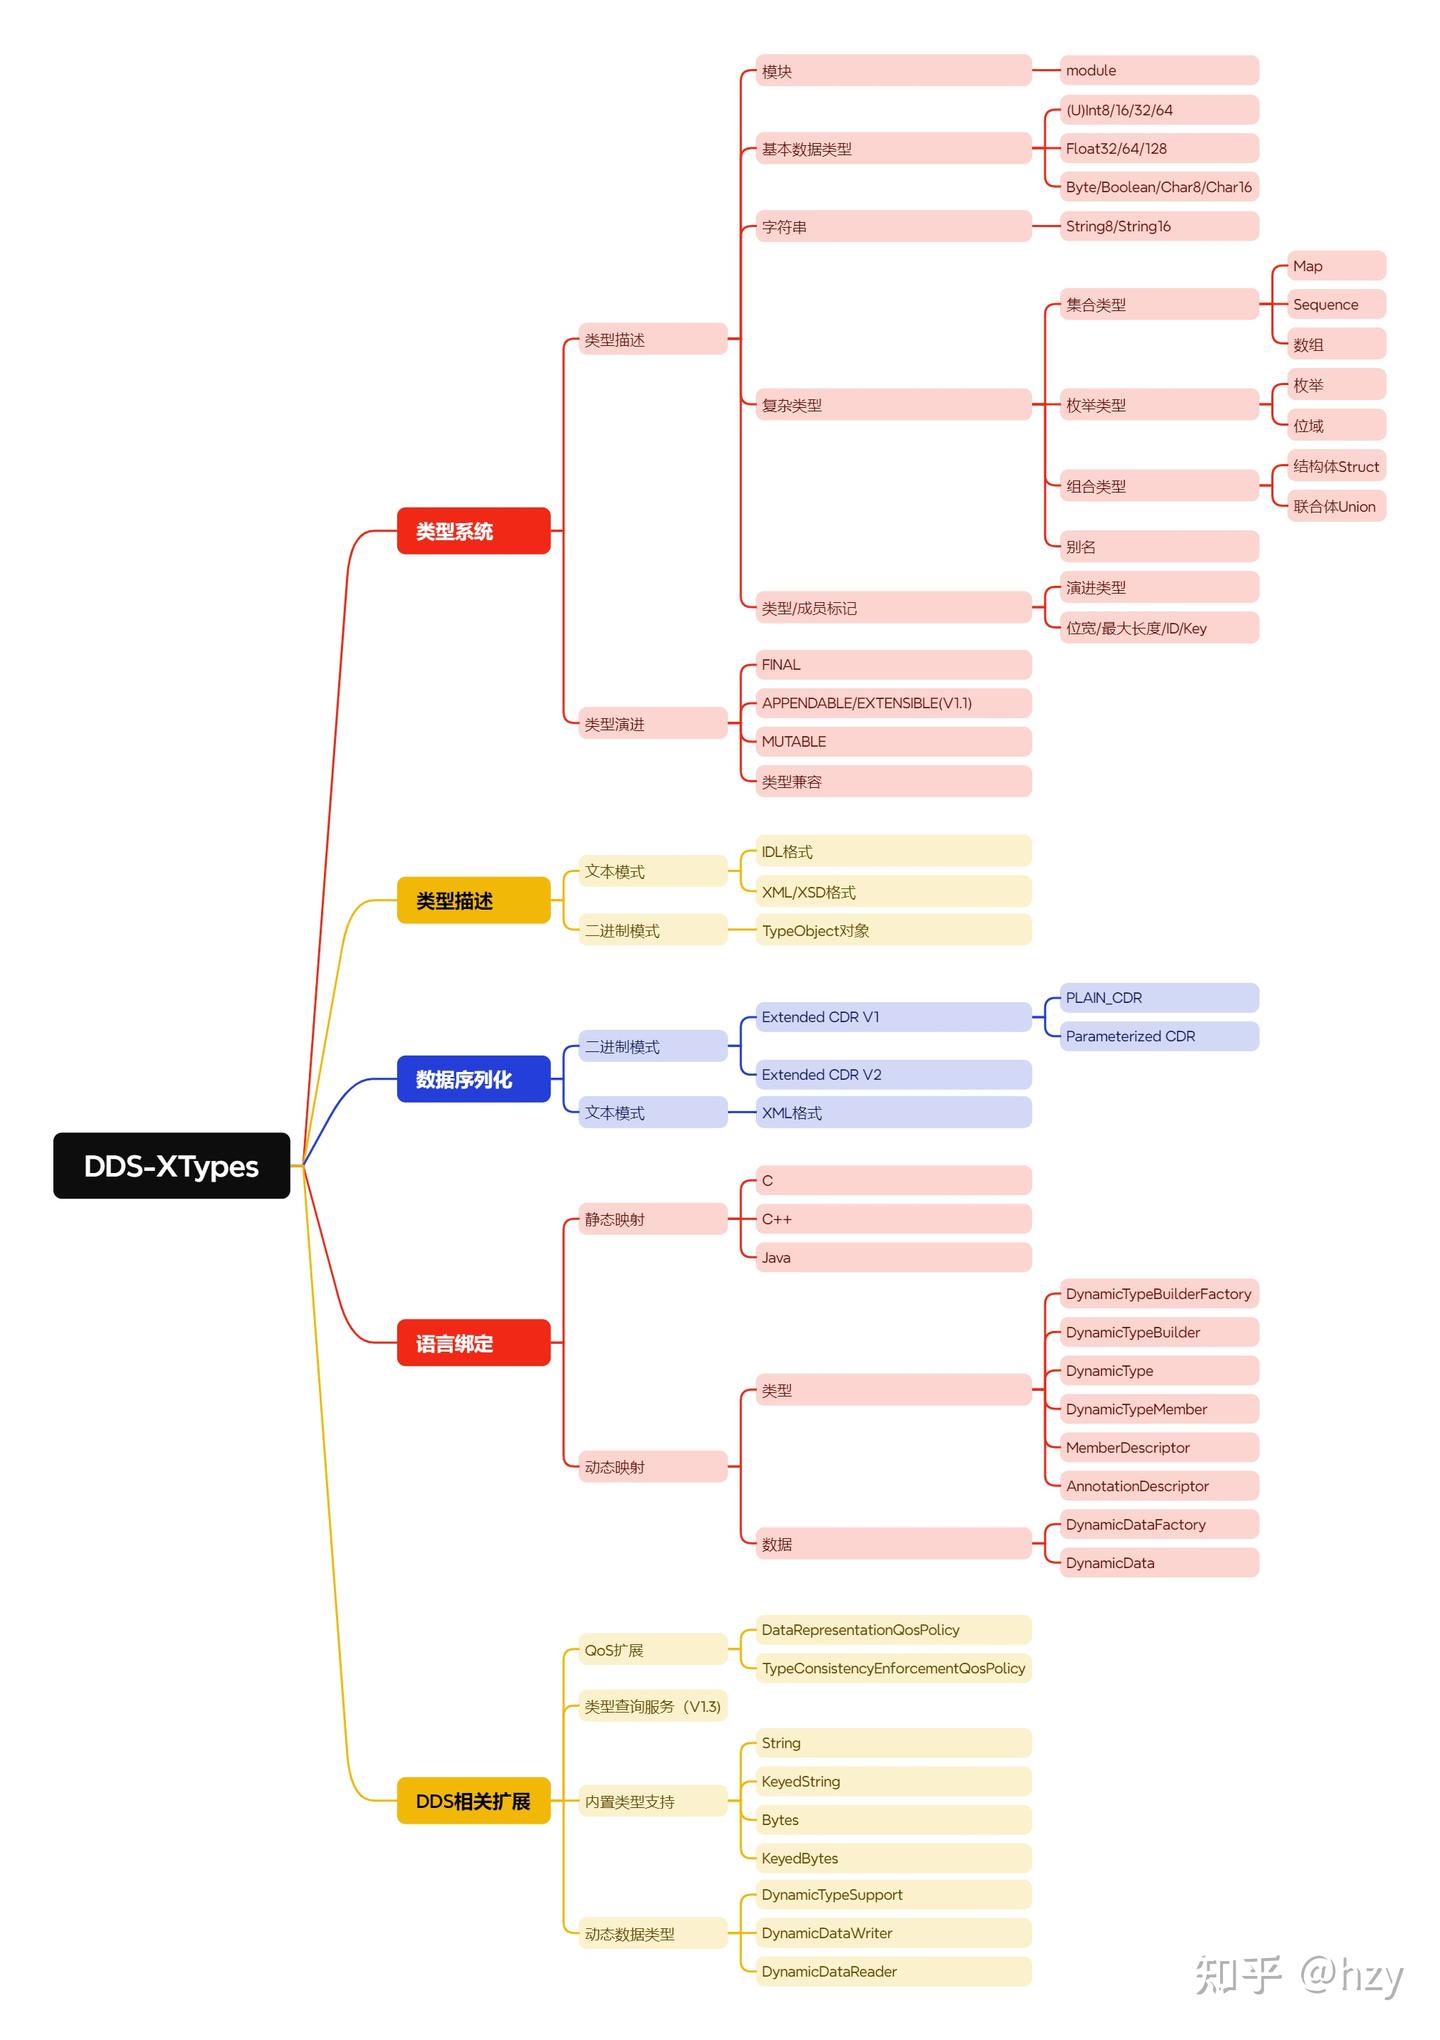 DDS-XTypes
类型系统
类型描述
模块
module
基本数据类型
(U)Int8/16/32/64
Float32/64/128
Byte/Boolean/Char8/Char16
字符串
String8/String16
复杂类型
集合类型
Map
Sequence
数组
枚举类型
枚举
位域
组合类型
结构体Struct
联合体Union
别名
类型/成员标记
演进类型
位宽/最大长度/ID/Key
类型演进
FINAL
APPENDABLE/EXTENSIBLE(V1.1)
MUTABLE
类型兼容
类型描述
文本模式
IDL格式
XML/XSD格式
二进制模式
TypeObject对象
数据序列化
二进制模式
Extended CDR V1
PLAIN_CDR
Parameterized CDR
Extended CDR V2
文本模式
XML格式
语言绑定
静态映射
C
C++
Java
动态映射
类型
DynamicTypeBuilderFactory
DynamicTypeBuilder
DynamicType
DynamicTypeMember
MemberDescriptor
AnnotationDescriptor
数据
DynamicDataFactory
DynamicData
DDS相关扩展
QoS扩展
DataRepresentationQosPolicy
TypeConsistencyEnforcementQosPolicy
类型查询服务（V1.3)
内置类型支持
String
KeyedString
Bytes
KeyedBytes
动态数据类型
DynamicTypeSupport
DynamicDataWriter
DynamicDataReader
知乎 @hzy